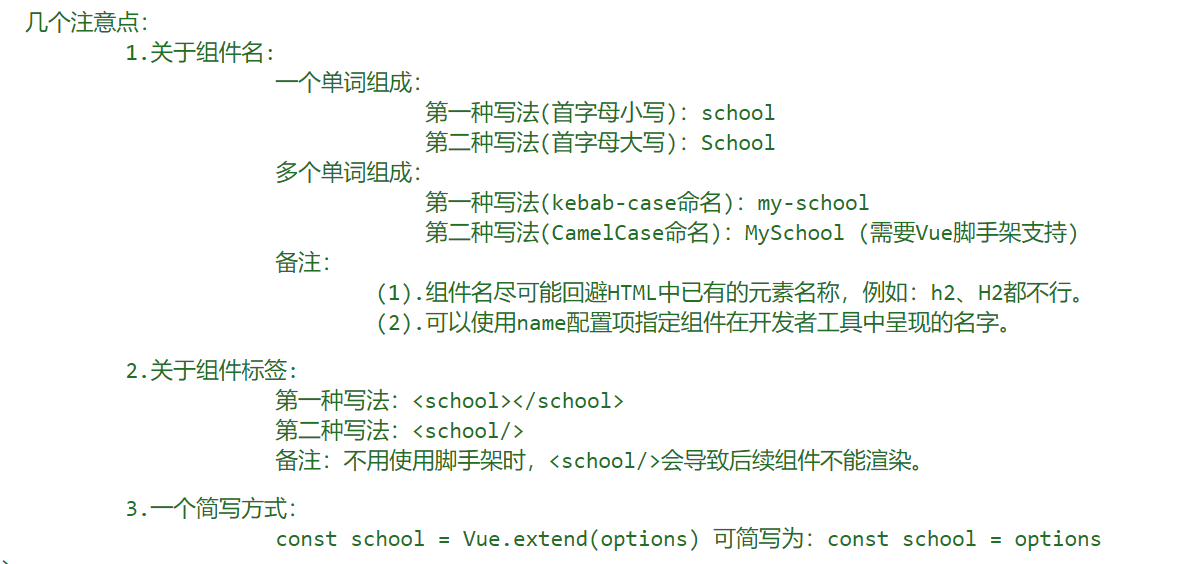 几个注意点：
1.关于组件名：
一个单词组成：
第一种写法(首字母小写)：school
第二种写法(首字母大写)：School
多个单词组成：
第一种写法(kebab-case命名)：my-school
第二种写法(CamelCase命名)：MySchool (需要Vue脚手架支持)
备注：
(1).组件名尽可能回避HTML中已有的元素名称，例如：h2、H2都不行。
(2).可以使用name配置项指定组件在开发者工具中呈现的名字。
2.关于组件标签：
第一种写法：<school></school>
第二种写法：<school/>
备注：不用使用脚手架时，<school/>会导致后续组件不能渲染。
3.一个简写方式：
const school = Vue.extend(options) 可简写为：const school = options